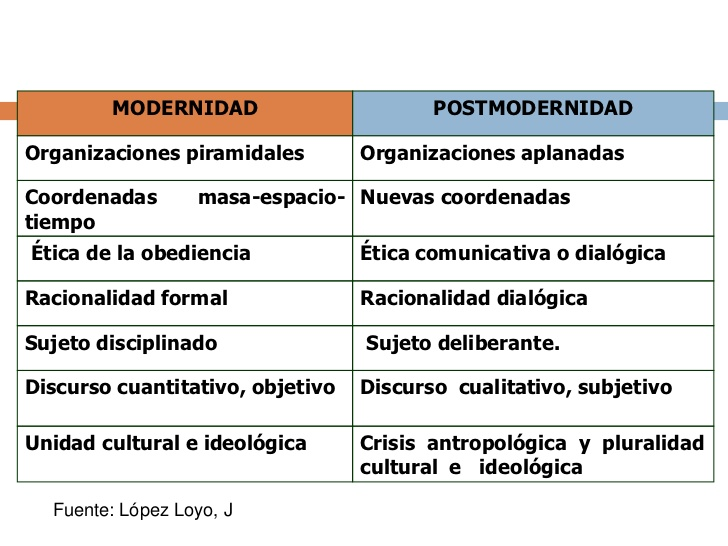 MODERNIDAD POSTMODERNIDAD
Organizaciones piramidales Organizaciones aplanadas
Coordenadas masa-espacio- Nuevas coordenadas
tiempo
Ética de la obediencia Ética comunicativa o dialógica
Racionalidad formal Racionalidad dialógica
Sujeto disciplinado Sujeto deliberante.
Discurso cuantitativo, objetivo Discurso cualitativo, subjetivo
Unidad cultural e ideológica Crisis antropológica y pluralidad
cultural e ideológica
Fuente: López Loyo, J